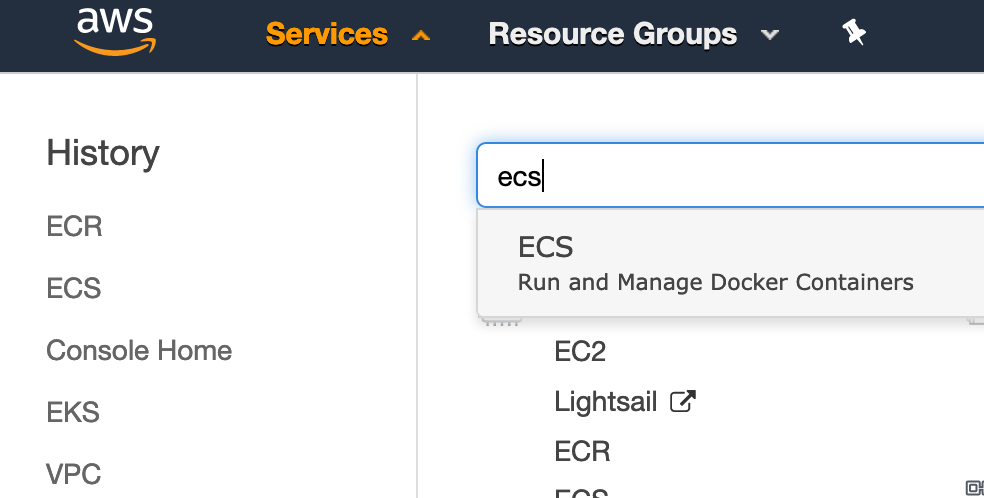 aws
Services
Resource Groups
History
ECR
ECS
Console Home
EKS
VPC
ecs
ECS
Run and Manage Docker Containers
EC2
Lightsail
ECR
ECS